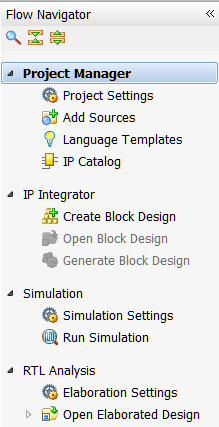 Flow Navigator
Project Manager
Project Settings
Add Sources
Language Templates
IP Catalog
IP Integrator
Create Block Design
Open Block Design
Generate Block Design
Simulation
Simulation Settings
Run Simulation
RTL Analysis
Elaboration Settings
Open Elaborated Design